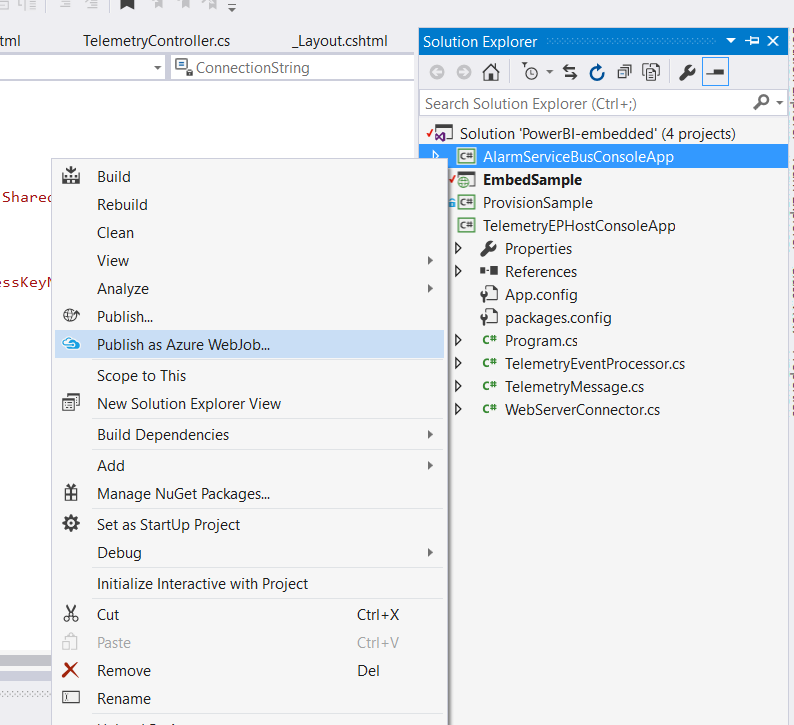 tml TelemetryController.cs _Layout.cshtml
ConnectionString
Solution Explorer
Search Solution Explorer (Ctrl+;)
Solution 'PowerBI-embedded' (4 projects)
C# AlarmServiceBusConsoleApp
EmbedSample
C# ProvisionSample
C# TelemetryEPHostConsoleApp
Properties
References
App.config
packages.config
C# Program.cs
C# TelemetryEventProcessor.cs
C# TelemetryMessage.cs
C# WebServerConnector.cs
Shared
essKeyN
Build
Rebuild
Clean
View
Analyze
Publish...
Publish as Azure WebJob...
Scope to This
New Solution Explorer View
Build Dependencies
Add
Manage NuGet Packages...
Set as StartUp Project
Debug
Initialize Interactive with Project
Cut Ctrl+X
Paste Ctrl+V
Remove Del
Rename